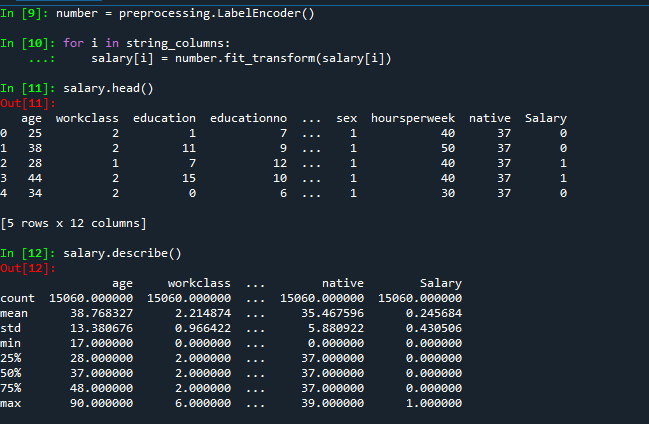 In [9]: number = preprocessing.LabelEncoder()
In [10]: for i in string_columns:
    ...:     salary[i] = number.fit_transform(salary[i])
In [11]: salary.head()
Out[11]:
   age  workclass  education  educationno  ...  sex  hoursperweek  native  Salary
0   25          2          1            7  ...    1            40      37       0
1   38          2         11            9  ...    1            50      37       0
2   28          1          7           12  ...    1            40      37       1
3   44          2         15           10  ...    1            40      37       1
4   34          2          0            6  ...    1            30      37       0
[5 rows x 12 columns]
In [12]: salary.describe()
Out[12]:
                age     workclass  ...        native        Salary
count  15060.000000  15060.000000  ...  15060.000000  15060.000000
mean      38.768327      2.214874  ...     35.467596      0.245684
std       13.380676      0.966422  ...      5.880922      0.430506
min       17.000000      0.000000  ...      0.000000      0.000000
25%       28.000000      2.000000  ...     37.000000      0.000000
50%       37.000000      2.000000  ...     37.000000      0.000000
75%       48.000000      2.000000  ...     37.000000      0.000000
max       90.000000      6.000000  ...     39.000000      1.000000